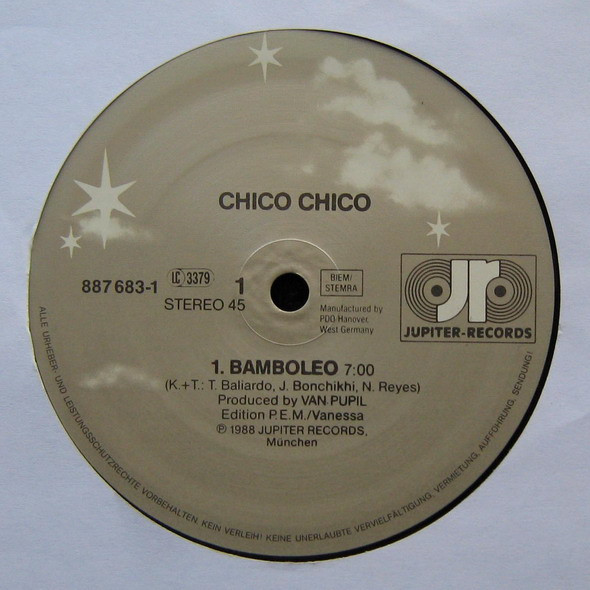 CHICO CHICO
887 683-1
LC 3379
1
STEREO 45
BIEM/
STEMRA
Manufactured by
PDO Hanover,
West Germany
jr
JUPITER-RECORDS
1. BAMBOLEO 7:00
(K.+T.: T. Baliardo, J. Bonchikhi, N. Reyes)
Produced by VAN PUPIL
Edition P.E.M./Vanessa
℗ 1988 JUPITER RECORDS,
München
ALLE URHEBER- UND LEISTUNGSSCHUTZRECHTE VORBEHALTEN. KEIN VERLEIH! KEINE UNERLAUBTE VERVIELFÄLTIGUNG, VERMIETUNG, AUFFÜHRUNG, SENDUNG!